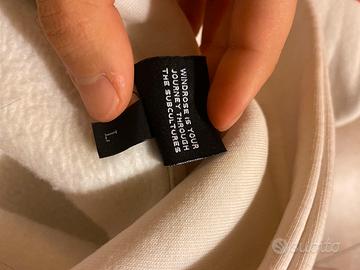 WINDROSE IS YOUR
JOURNEY THROUGH
THE SUBCULTURES
L
subito